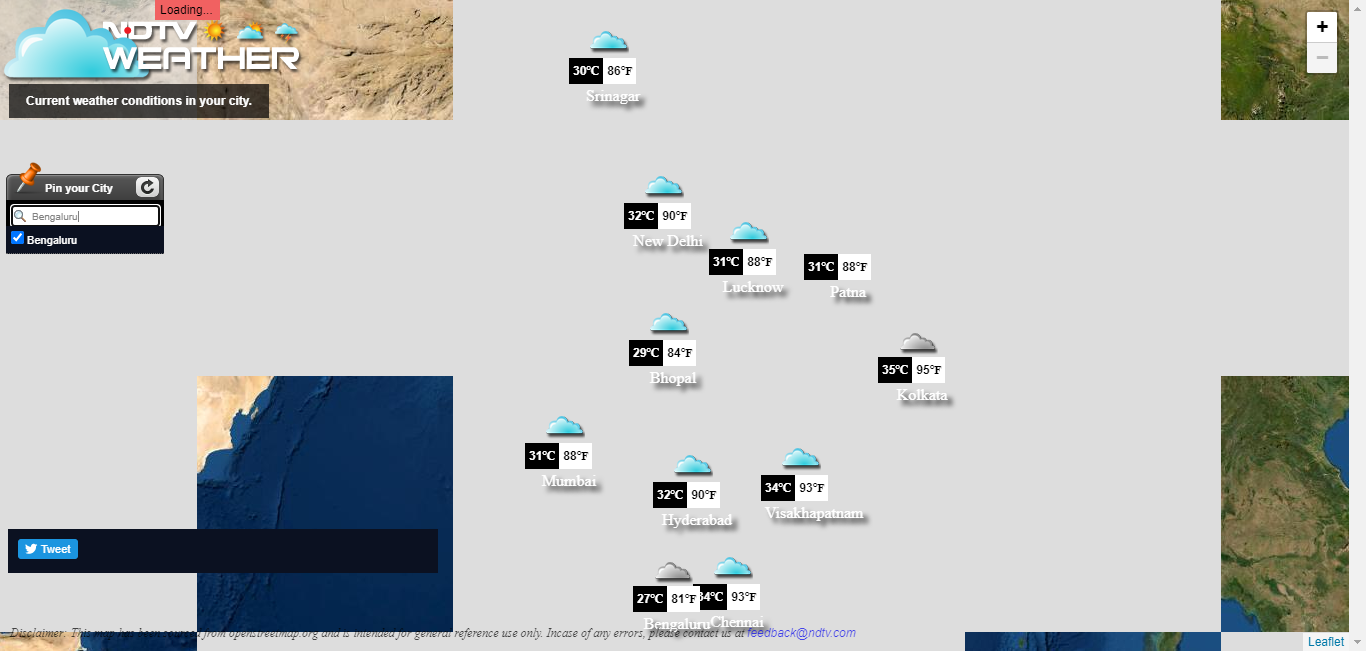 Loading...
NDTV
WEATHER
Current weather conditions in your city.
+
−
30°C 86°F
Srinagar
Pin your City
Bengaluru
Bengaluru
32°C 90°F
New Delhi
31°C 88°F
Lucknow
31°C 88°F
Patna
29°C 84°F
Bhopal
35°C 95°F
Kolkata
31°C 88°F
Mumbai
32°C 90°F
Hyderabad
34°C 93°F
Visakhapatnam
Tweet
27°C 81°F
Bengaluru
34°C 93°F
Chennai
Disclaimer: This map has been sourced from openstreetmap.org and is intended for general reference use only. Incase of any errors, please contact us at feedback@ndtv.com
Leaflet